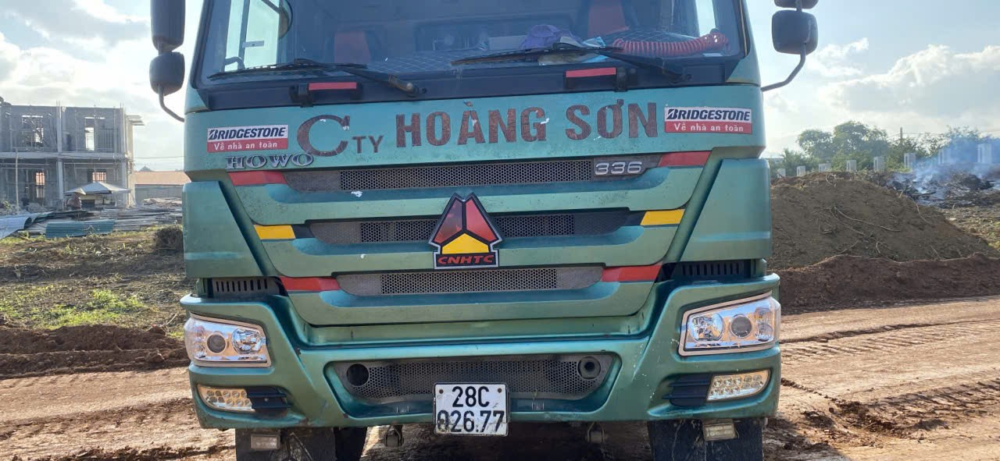 BRIDGESTONE
Về nhà an toàn
CTY HOÀNG SƠN
BRIDGESTONE
Về nhà an toàn
HOWO
336
CNHTC
28C
026.77